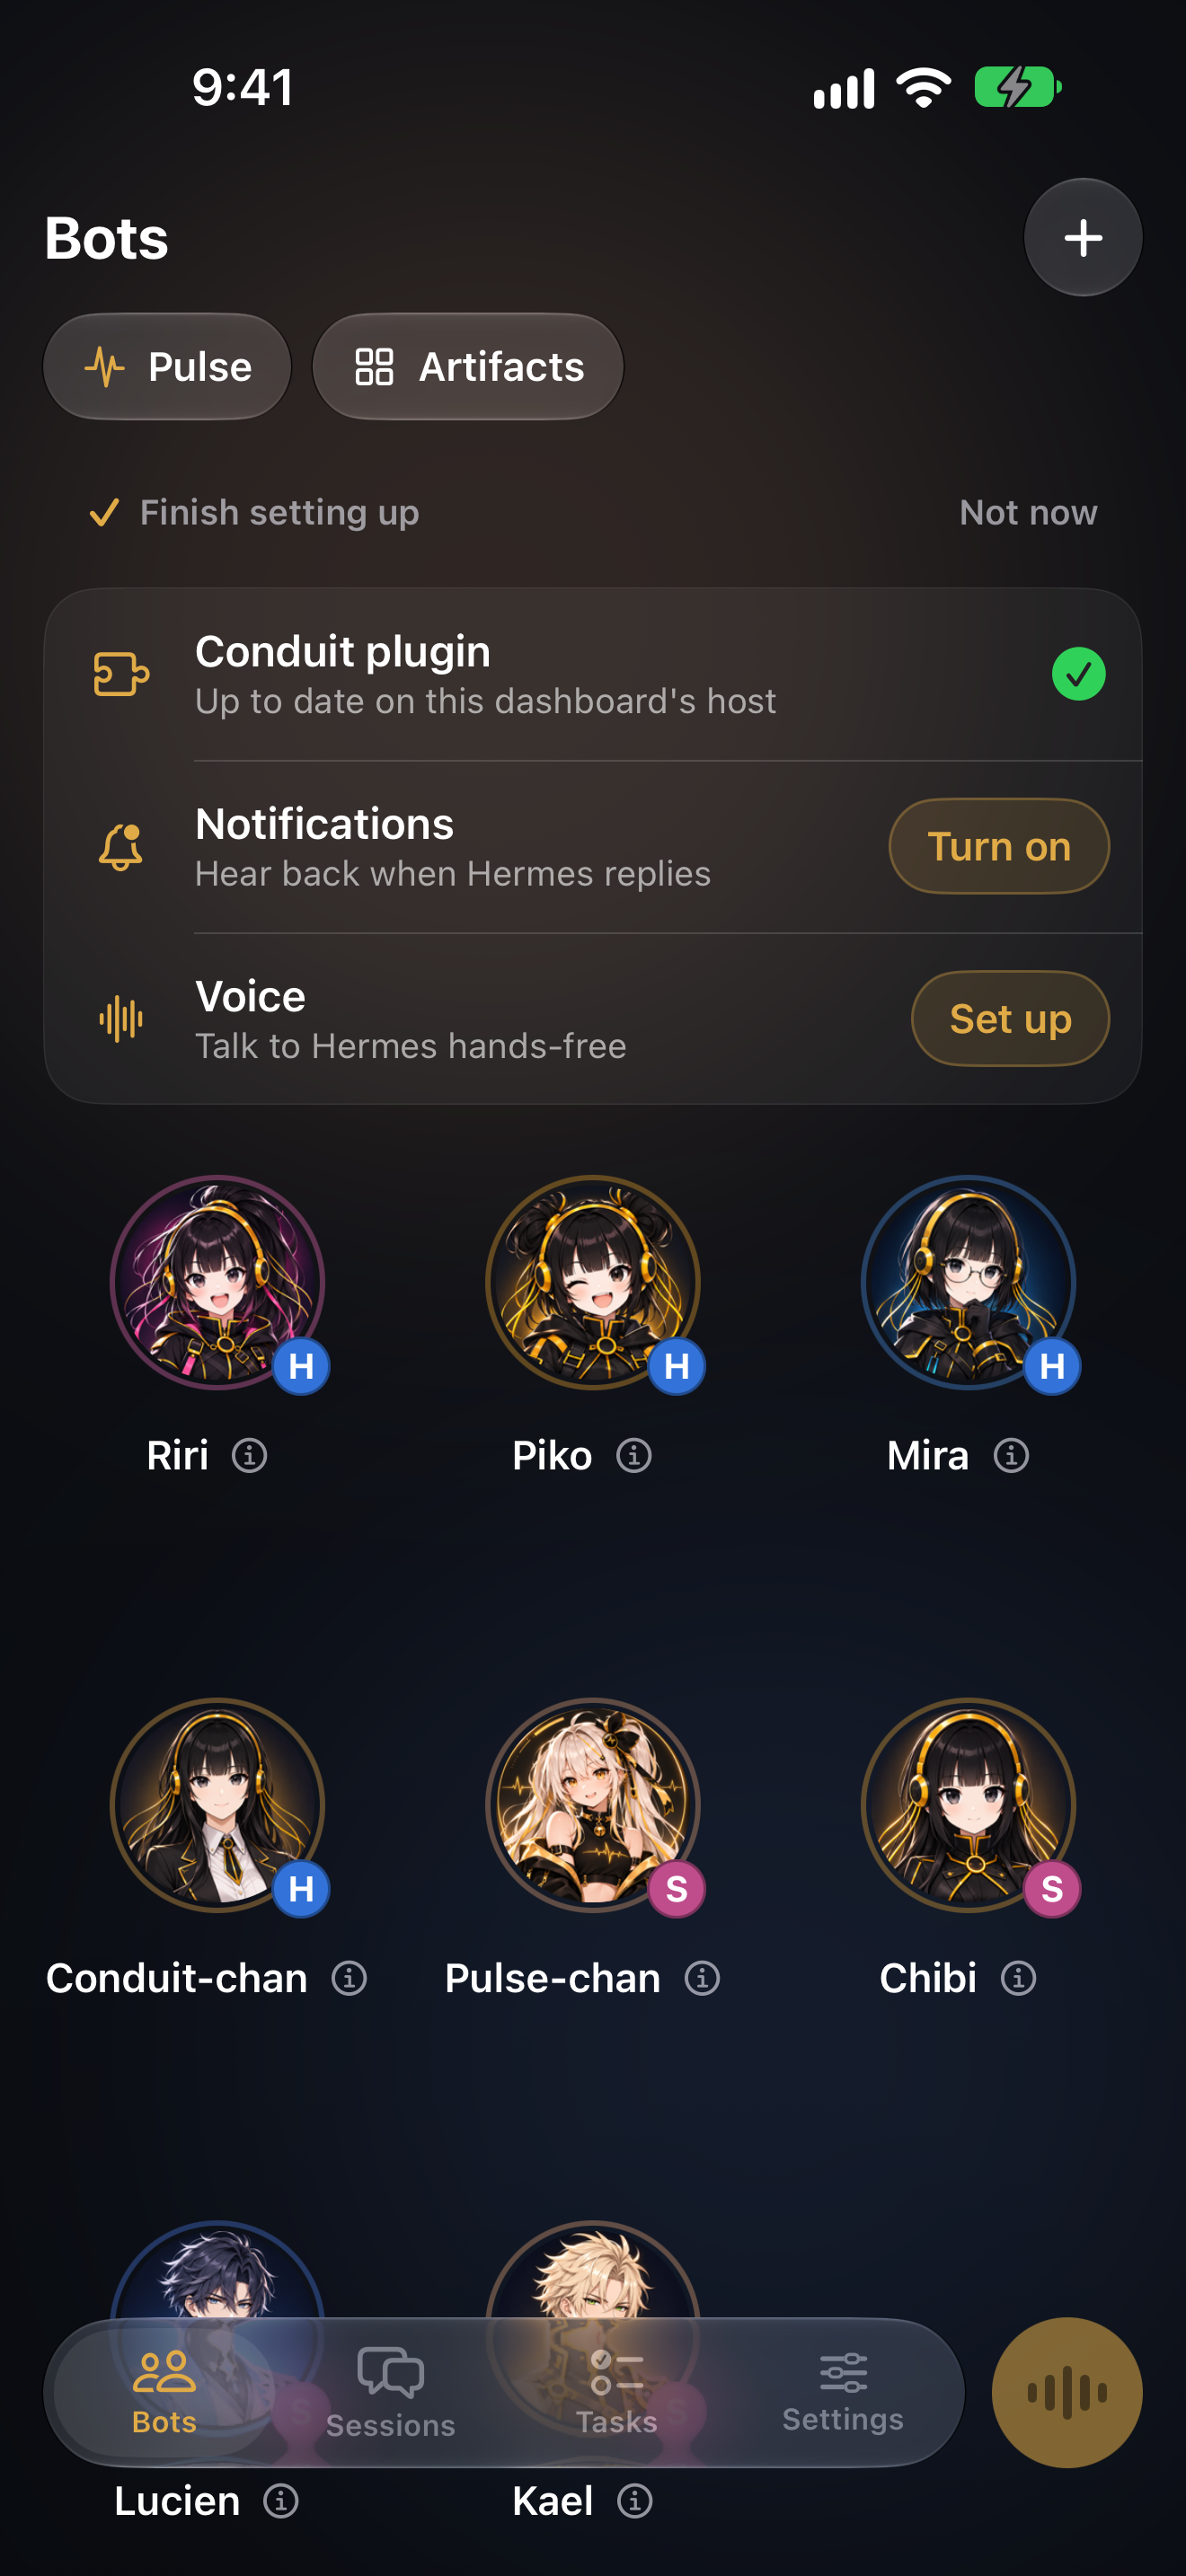 9:41
Bots
Pulse
Artifacts
Finish setting up
Not now
Conduit plugin
Up to date on this dashboard's host
Notifications
Hear back when Hermes replies
Turn on
Voice
Talk to Hermes hands-free
Set up
H
H
H
Riri
Piko
Mira
H
S
S
Conduit-chan
Pulse-chan
Chibi
S
S
Bots
Sessions
Tasks
Settings
Lucien
Kael